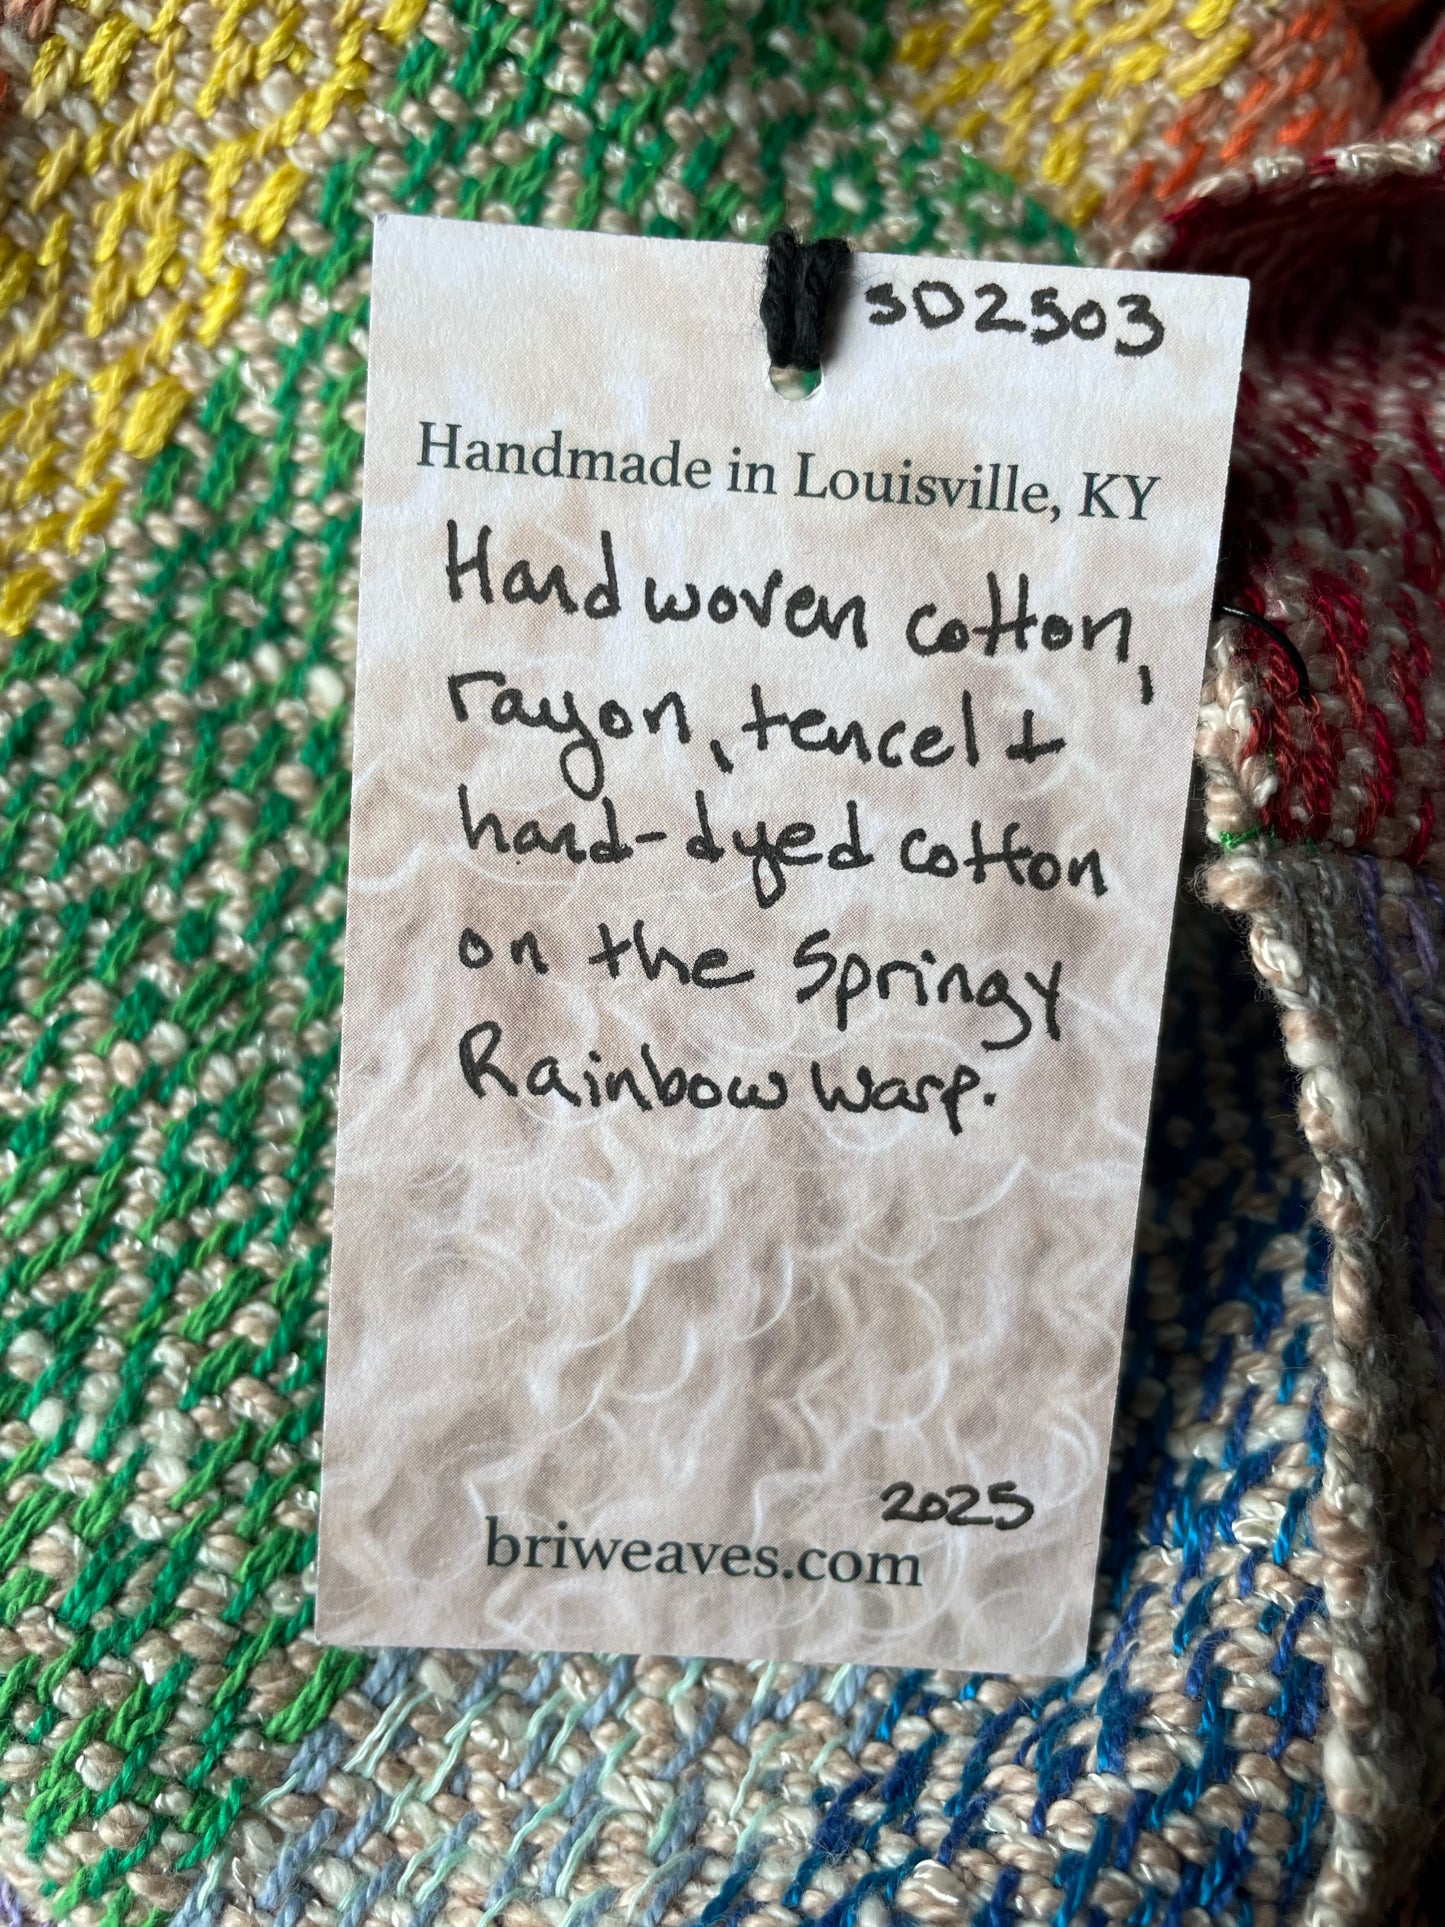 SD2503
Handmade in Louisville, KY
Handwoven cotton,
rayon, tencel +
hand-dyed cotton
on the Springy
Rainbow Warp.
2025
briweaves.com